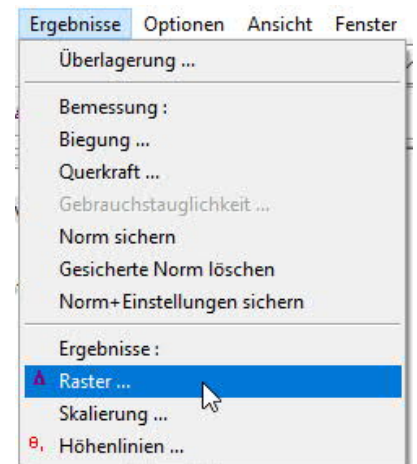 Ergebnisse Optionen Ansicht Fenster
Überlagerung ...
Bemessung :
Biegung ...
Querkraft ...
Gebrauchstauglichkeit ...
Norm sichern
Gesicherte Norm löschen
Norm+Einstellungen sichern
Ergebnisse :
Raster ...
Skalierung ...
Höhenlinien ...